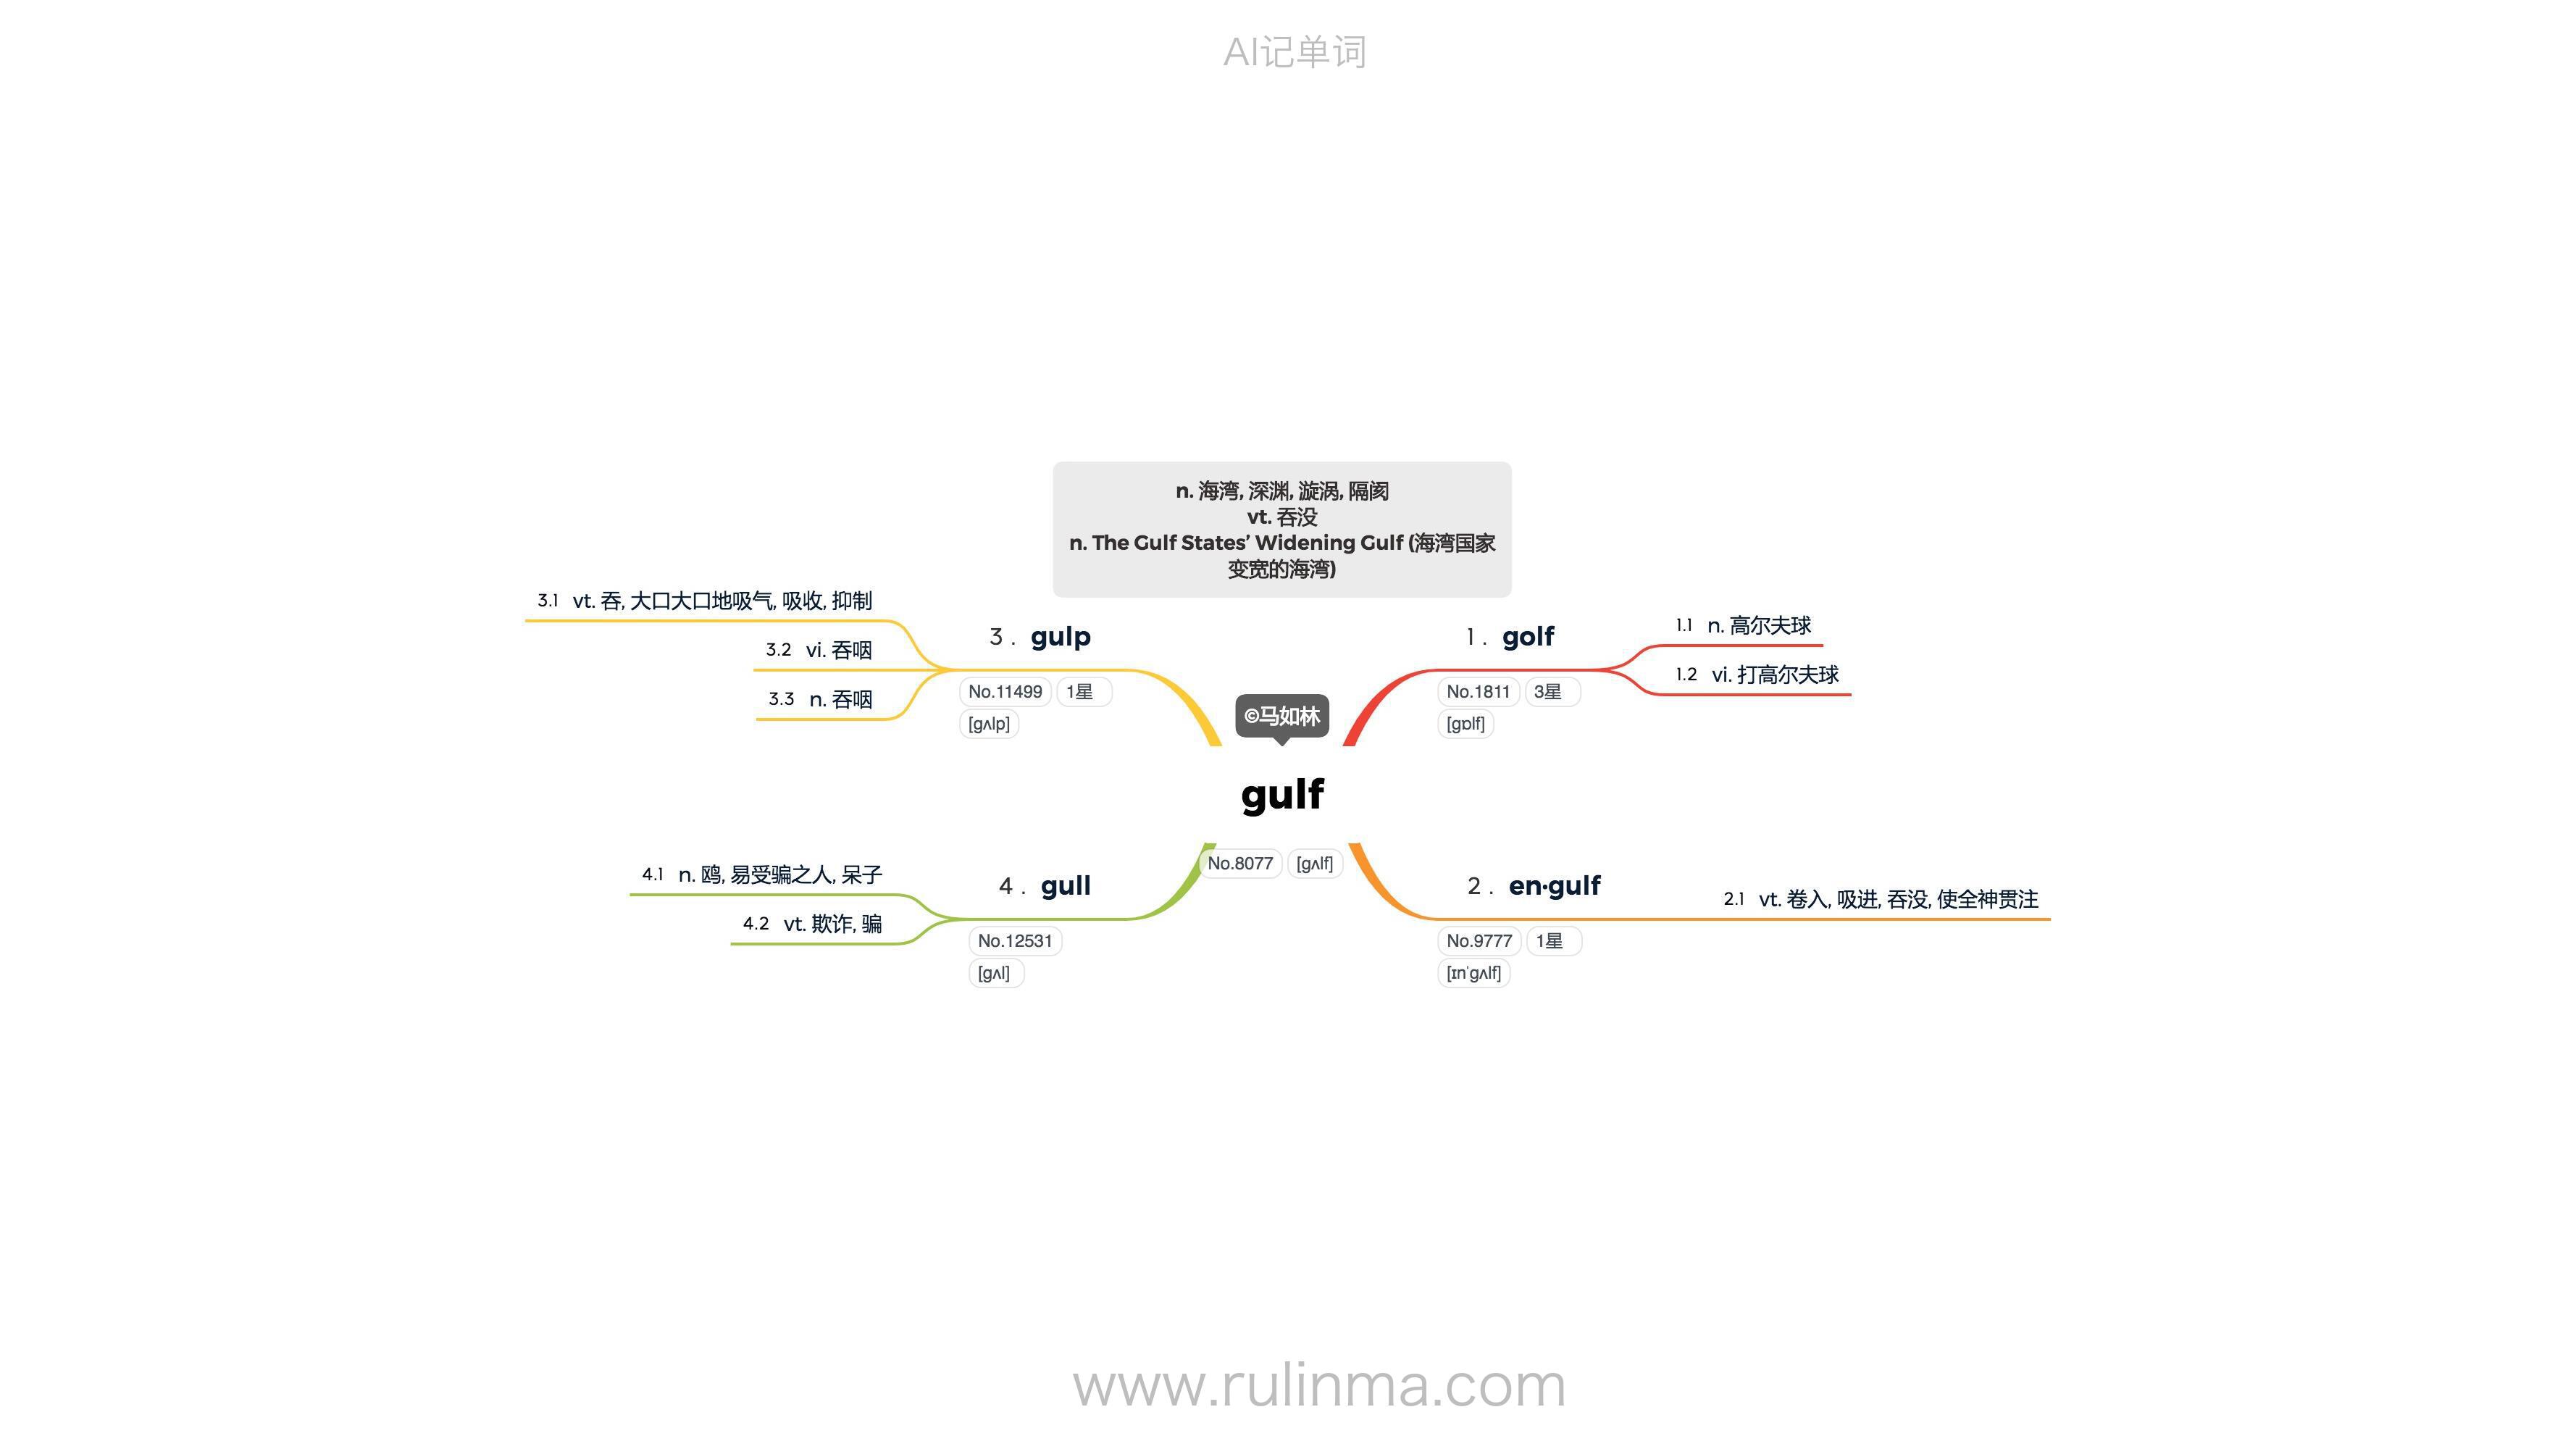 AI记单词
n. 海湾, 深渊, 漩涡, 隔阂
vt. 吞没
n. The Gulf States’ Widening Gulf (海湾国家
变宽的海湾)
©马如林
gulf
No.8077 [gʌlf]
1 . golf
No.1811 3星
[gɒlf]
1.1 n. 高尔夫球
1.2 vi. 打高尔夫球
2 . en·gulf
No.9777 1星
[ɪnˈgʌlf]
2.1 vt. 卷入, 吸进, 吞没, 使全神贯注
3 . gulp
No.11499 1星
[gʌlp]
3.1 vt. 吞, 大口大口地吸气, 吸收, 抑制
3.2 vi. 吞咽
3.3 n. 吞咽
4 . gull
No.12531
[gʌl]
4.1 n. 鸥, 易受骗之人, 呆子
4.2 vt. 欺诈, 骗
www.rulinma.com